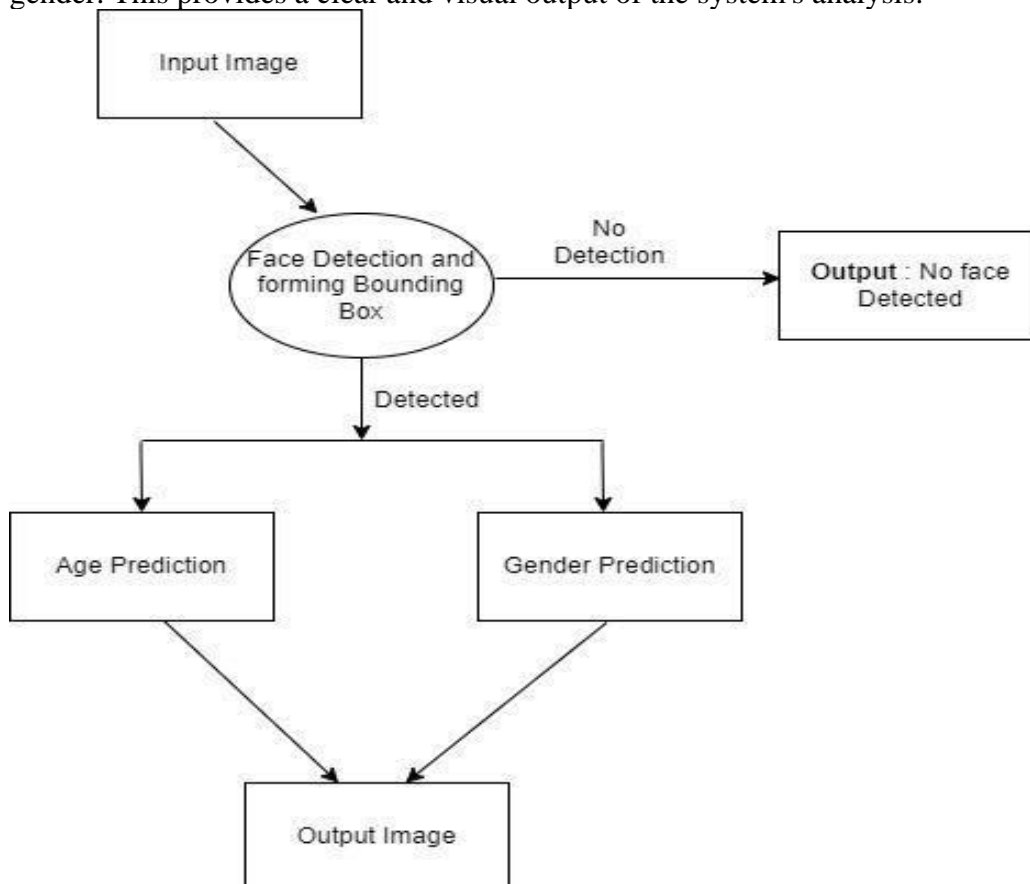 gender. This provides a clear and visual output of the system's analysis.
Input Image
Face Detection and
forming Bounding
Box
No
Detection
Output : No face
Detected
Detected
Age Prediction
Gender Prediction
Output Image